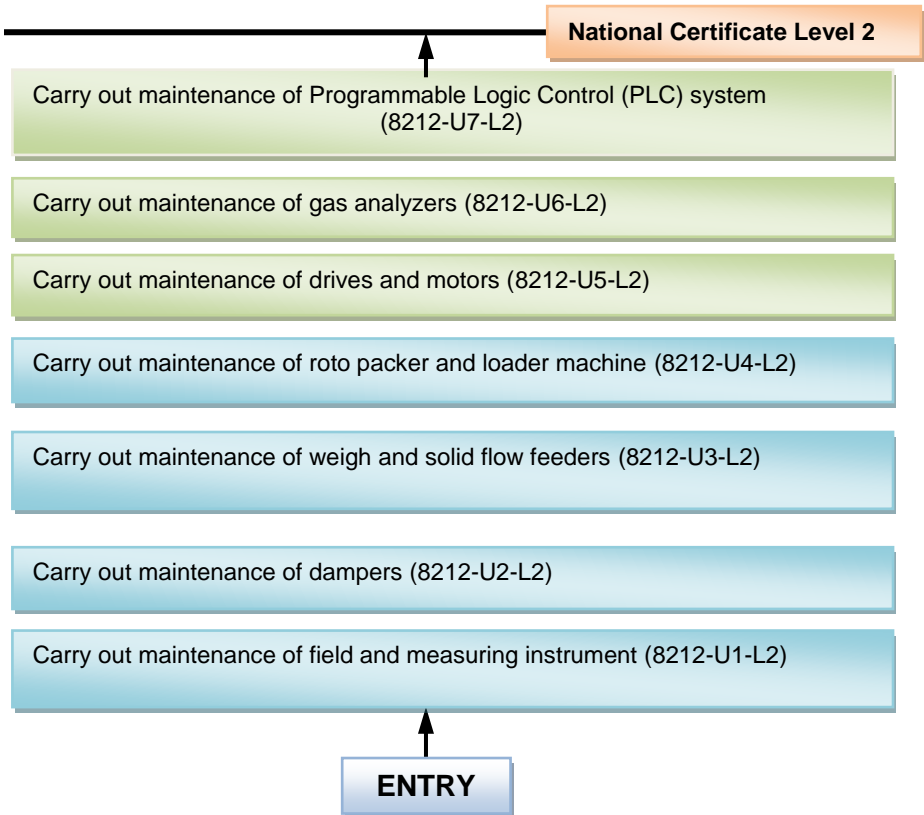 National Certificate Level 2
Carry out maintenance of Programmable Logic Control (PLC) system
(8212-U7-L2)
Carry out maintenance of gas analyzers (8212-U6-L2)
Carry out maintenance of drives and motors (8212-U5-L2)
Carry out maintenance of roto packer and loader machine (8212-U4-L2)
Carry out maintenance of weigh and solid flow feeders (8212-U3-L2)
Carry out maintenance of dampers (8212-U2-L2)
Carry out maintenance of field and measuring instrument (8212-U1-L2)
ENTRY